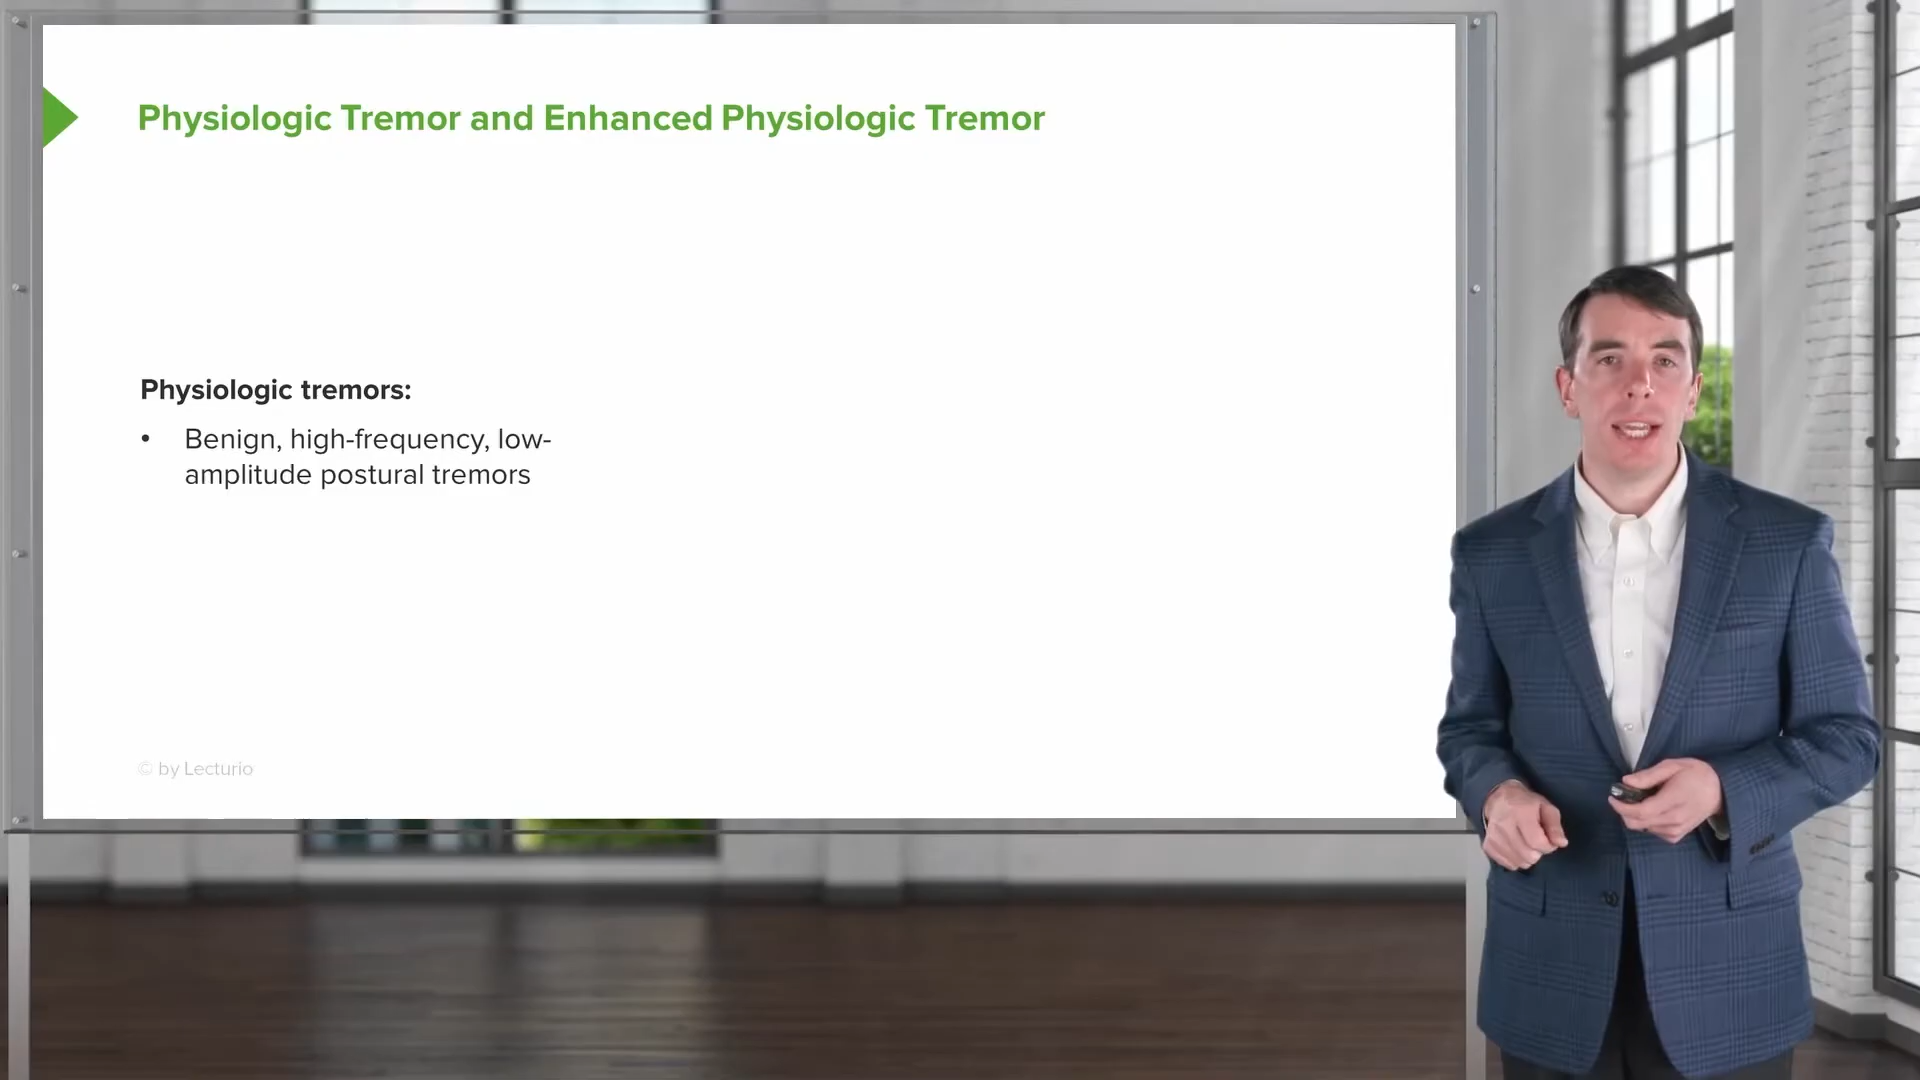 Physiologic Tremor and Enhanced Physiologic Tremor
Physiologic tremors:
• Benign, high-frequency, low-
amplitude postural tremors
© by Lecturio